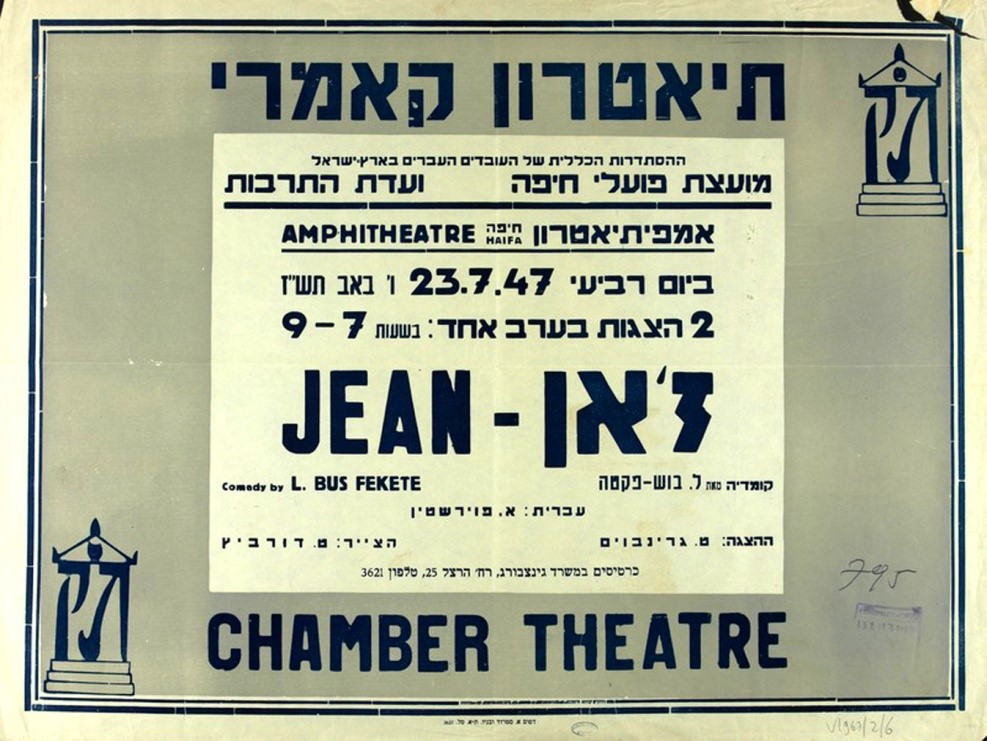 תיאטרון קאמרי
ההסתדרות הכללית של העובדים העברים בארץ-ישראל
מועצת פועלי חיפה ועדת התרבות
אמפיתיאטרון חיפה HAIFA AMPHITHEATRE
ביום רביעי 23.7.47 ו' באב תש"ז
2 הצגות בערב אחד: בשעות 7 – 9
ז'אן - JEAN
קומדיה מאת ל. בוש-פקטה Comedy by L. BUS FEKETE
עברית: א. פוירשטין
ההצגה: ט. גרינבוים הצייר: ט. דורביץ
כרטיסים במשרד גינצבורג, רח' הרצל 25, טלפון 3621
CHAMBER THEATRE
795
V1963/2/6